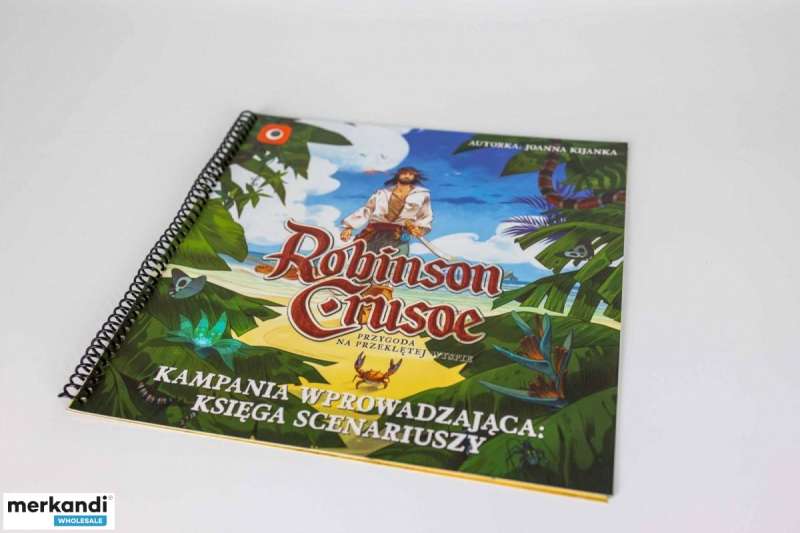 AUTORKA: JOANNA KIJANKA
Robinson
Crusoe
PRZYGODA
NA PRZEKLĘTEJ WYSPIE
KAMPANIA WPROWADZAJĄCA:
KSIĘGA SCENARIUSZY
merkandi®
WHOLESALE